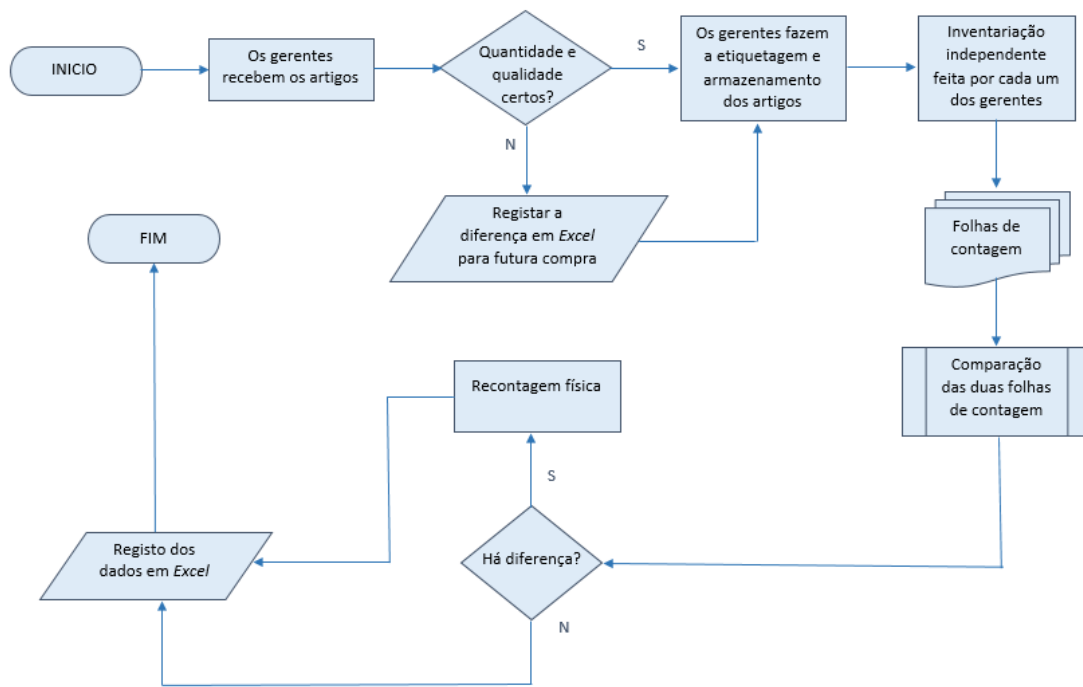 INICIO
Os gerentes
recebem os artigos
Quantidade e
qualidade
certos?
S
Os gerentes fazem
a etiquetagem e
armazenamento
dos artigos
Inventariação
independente
feita por cada um
dos gerentes
N
Registar a
diferença em Excel
para futura compra
Folhas de
contagem
Comparação
das duas folhas
de contagem
Há diferença?
S
Recontagem física
N
Registo dos
dados em Excel
FIM